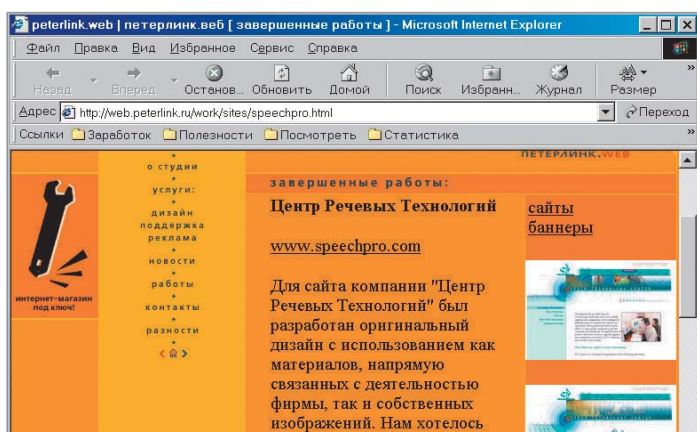 peterlink.web | петерлинк.веб [ завершенные работы ] - Microsoft Internet Explorer
Файл Правка Вид Избранное Сервис Справка
Назад Вперед Останов... Обновить Домой Поиск Избранн... Журнал Размер »
Адрес http://web.peterlink.ru/work/sites/speechpro.html Переход
Ссылки Заработок Полезности Посмотреть Статистика »
ПЕТЕРЛИНК.WEB
о студии
услуги:
дизайн
поддержка
реклама
новости
работы
контакты
разности
интернет-магазин
под ключ!
завершенные работы:
Центр Речевых Технологий
www.speechpro.com
Для сайта компании "Центр
Речевых Технологий" был
разработан оригинальный
дизайн с использованием как
материалов, напрямую
связанных с деятельностью
фирмы, так и собственных
изображений. Нам хотелось
сайты
баннеры